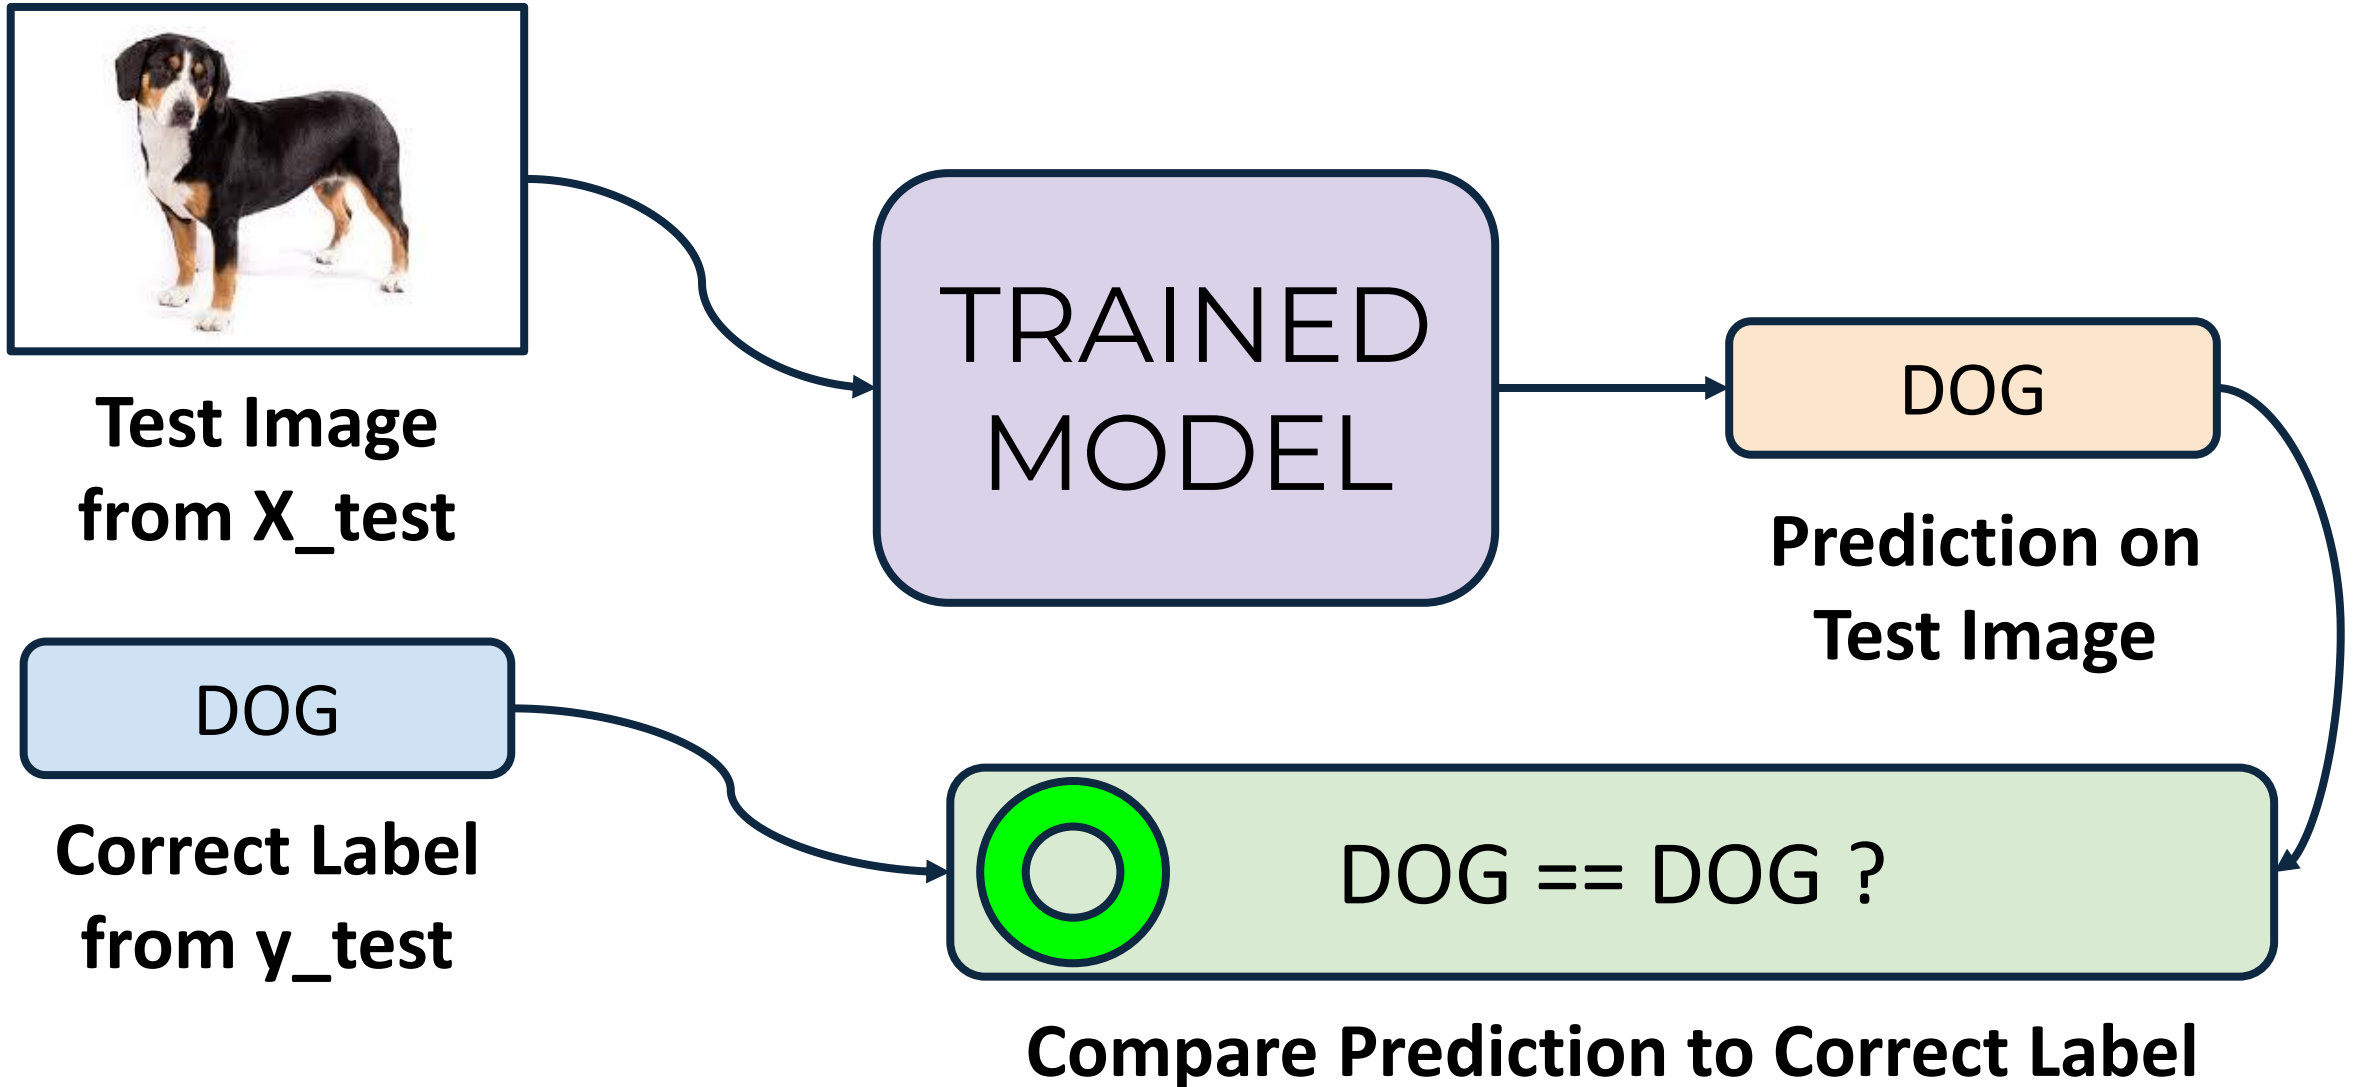 Test Image
from X_test
TRAINED
MODEL
DOG
Prediction on
Test Image
DOG
Correct Label
from y_test
DOG == DOG ?
Compare Prediction to Correct Label